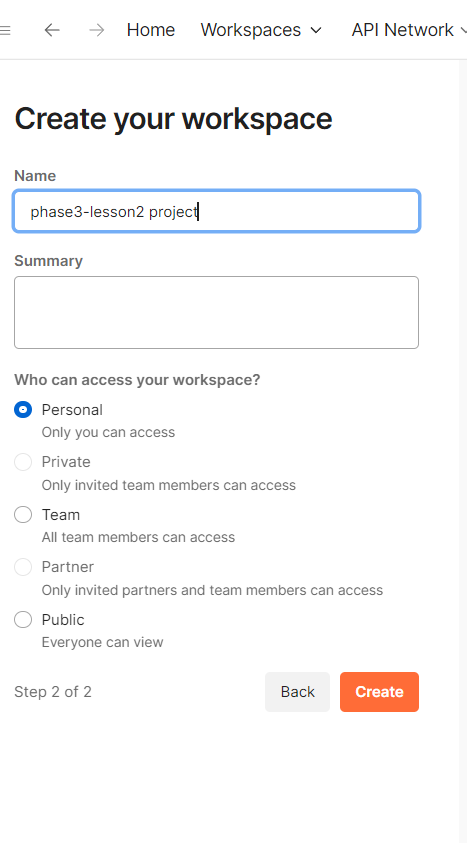 Home Workspaces API Network
Create your workspace
Name
phase3-lesson2 project
Summary
Who can access your workspace?
Personal
Only you can access
Private
Only invited team members can access
Team
All team members can access
Partner
Only invited partners and team members can access
Public
Everyone can view
Step 2 of 2 Back Create